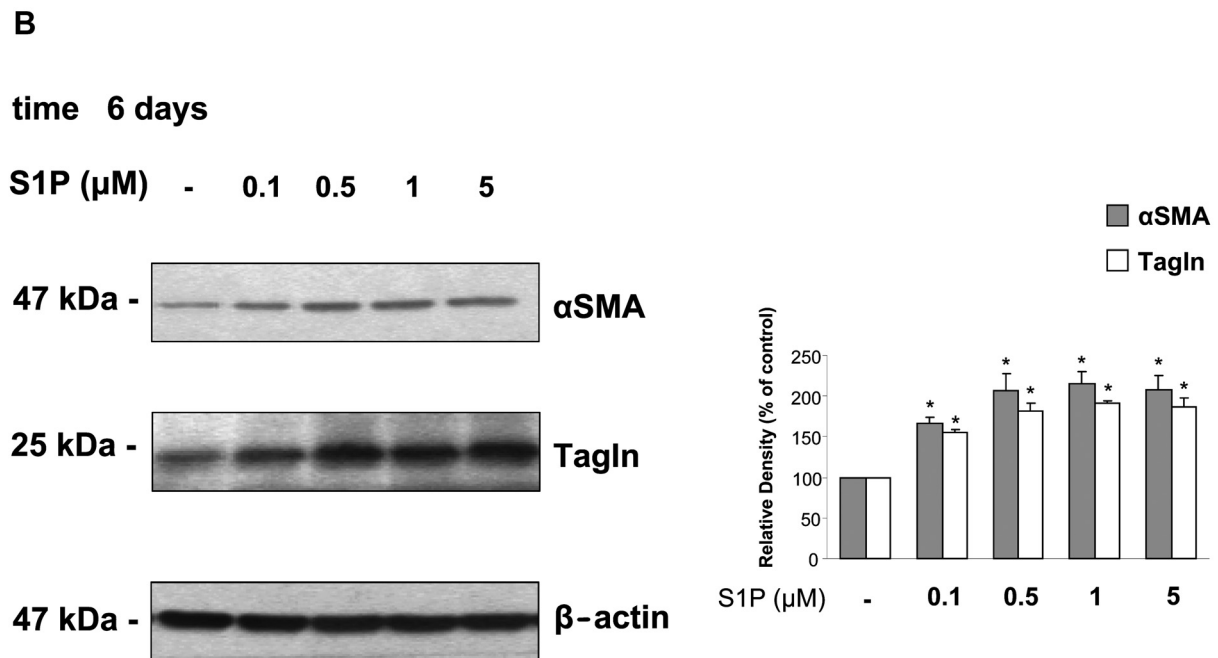 B
time 6 days
S1P (µM) - 0.1 0.5 1 5
47 kDa - αSMA
25 kDa - Tagln
47 kDa - β-actin
αSMA
Tagln
Relative Density (% of control)
250
200
150
100
50
0
* * * * * * * *
S1P (µM) - 0.1 0.5 1 5